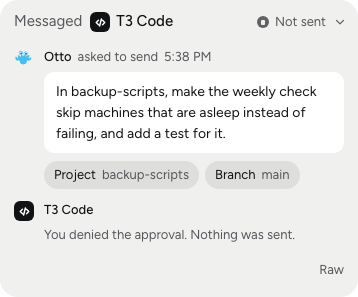 Messaged T3 Code Not sent
Otto asked to send 5:38 PM
In backup-scripts, make the weekly check
skip machines that are asleep instead of
failing, and add a test for it.
Project backup-scripts Branch main
T3 Code
You denied the approval. Nothing was sent.
Raw